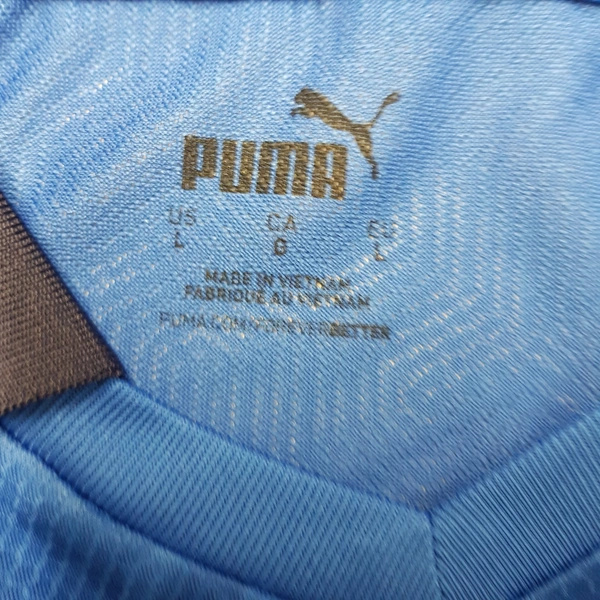 PUMA
US CA EU
L G L
MADE IN VIETNAM
FABRIQUÉ AU VIETNAM
PUMA.COM/FOREVERBETTER